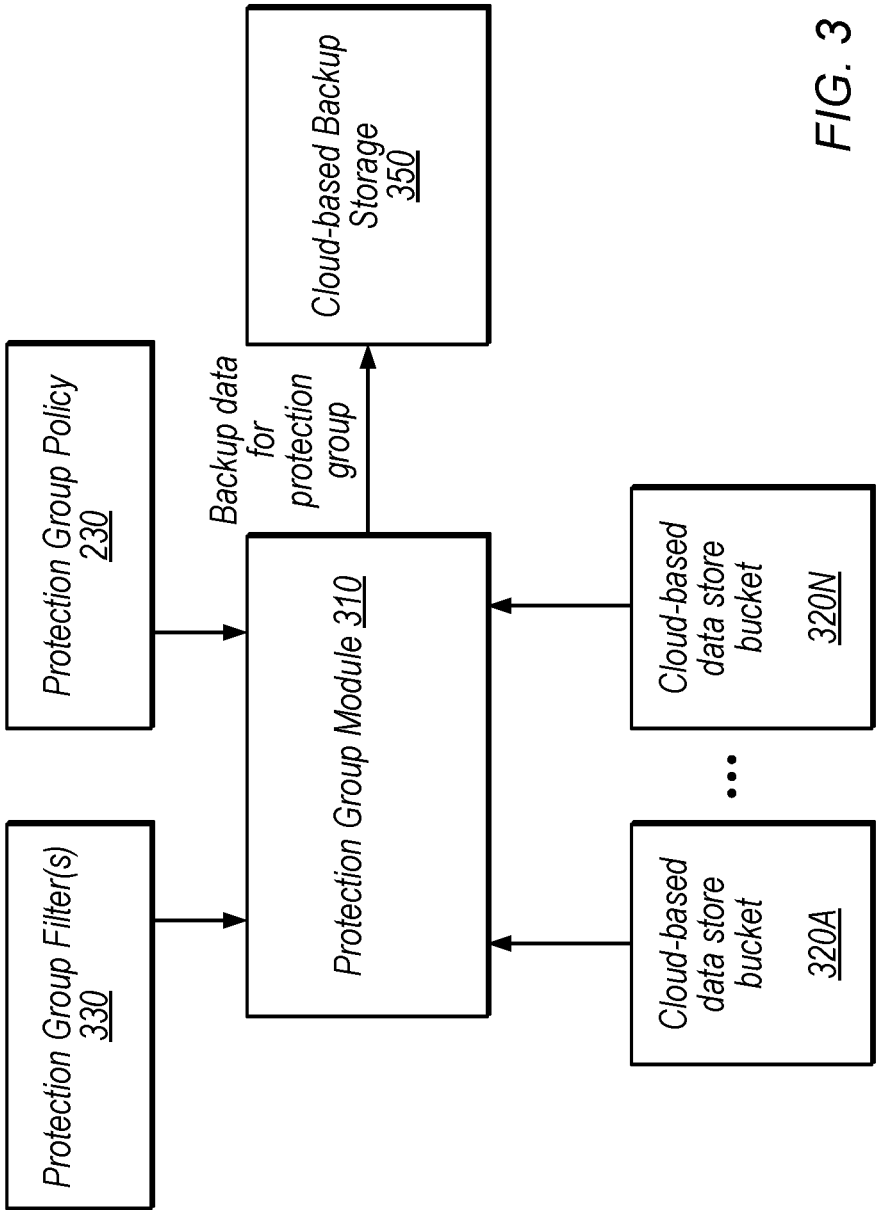 Protection Group Filter(s)
330
Protection Group Policy
230
Protection Group Module 310
Backup data
for
protection
group
Cloud-based Backup
Storage
350
Cloud-based
data store
bucket
320A
...
Cloud-based
data store
bucket
320N
FIG. 3